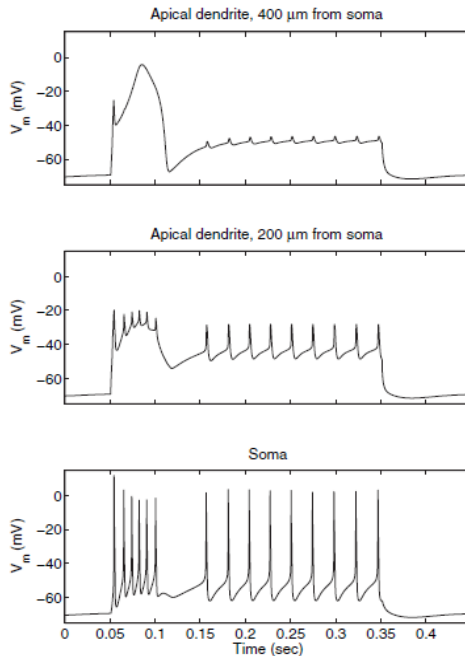 Apical dendrite, 400 μm from soma
0
−20
−40
−60
V_m (mV)
Apical dendrite, 200 μm from soma
0
−20
−40
−60
V_m (mV)
Soma
0
−20
−40
−60
V_m (mV)
0 0.05 0.1 0.15 0.2 0.25 0.3 0.35 0.4
Time (sec)